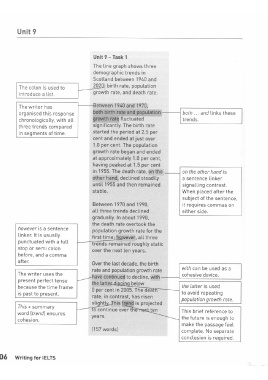 Unit 9
Unit 9 – Task 1
The line graph shows three
demographic trends in
Scotland between 1940 and
2020: birth rate, population
growth rate, and death rate.
Between 1940 and 1970,
both birth rate and population
growth rate fluctuated
significantly. The birth rate
started the period at 2.5 per
cent and ended at just over
1.0 per cent. The population
growth rate began and ended
at approximately 1.0 per cent,
having peaked at 1.5 per cent
in 1955. The death rate, on the
other hand, declined steadily
until 1955 and then remained
stable.
Between 1970 and 1990,
all three trends declined
gradually. In about 1990,
the death rate overtook the
population growth rate for the
first time; however, all three
trends remained roughly static
over the next ten years.
Over the last decade, the birth
rate and population growth rate
have continued to decline, with
the latter dipping below
0 per cent in 2005. The death
rate, in contrast, has risen
slightly. This trend is projected
to continue over the next ten
years.
(157 words)
The colon is used to
introduce a list.
The writer has
organised this response
chronologically, with all
three trends compared
in segments of time.
however is a sentence
linker. It is usually
punctuated with a full
stop or semi colon
before, and a comma
after.
The writer uses the
present perfect tense
because the time frame
is past to present.
This + summary
word (trend) ensures
cohesion.
both ... and links these
trends.
on the other hand is
a sentence linker
signalling contrast.
When placed after the
subject of the sentence,
it requires commas on
either side.
with can be used as a
cohesive device.
the latter is used
to avoid repeating
population growth rate.
This brief reference to
the future is enough to
make the passage feel
complete. No separate
conclusion is required.
06 Writing for IELTS